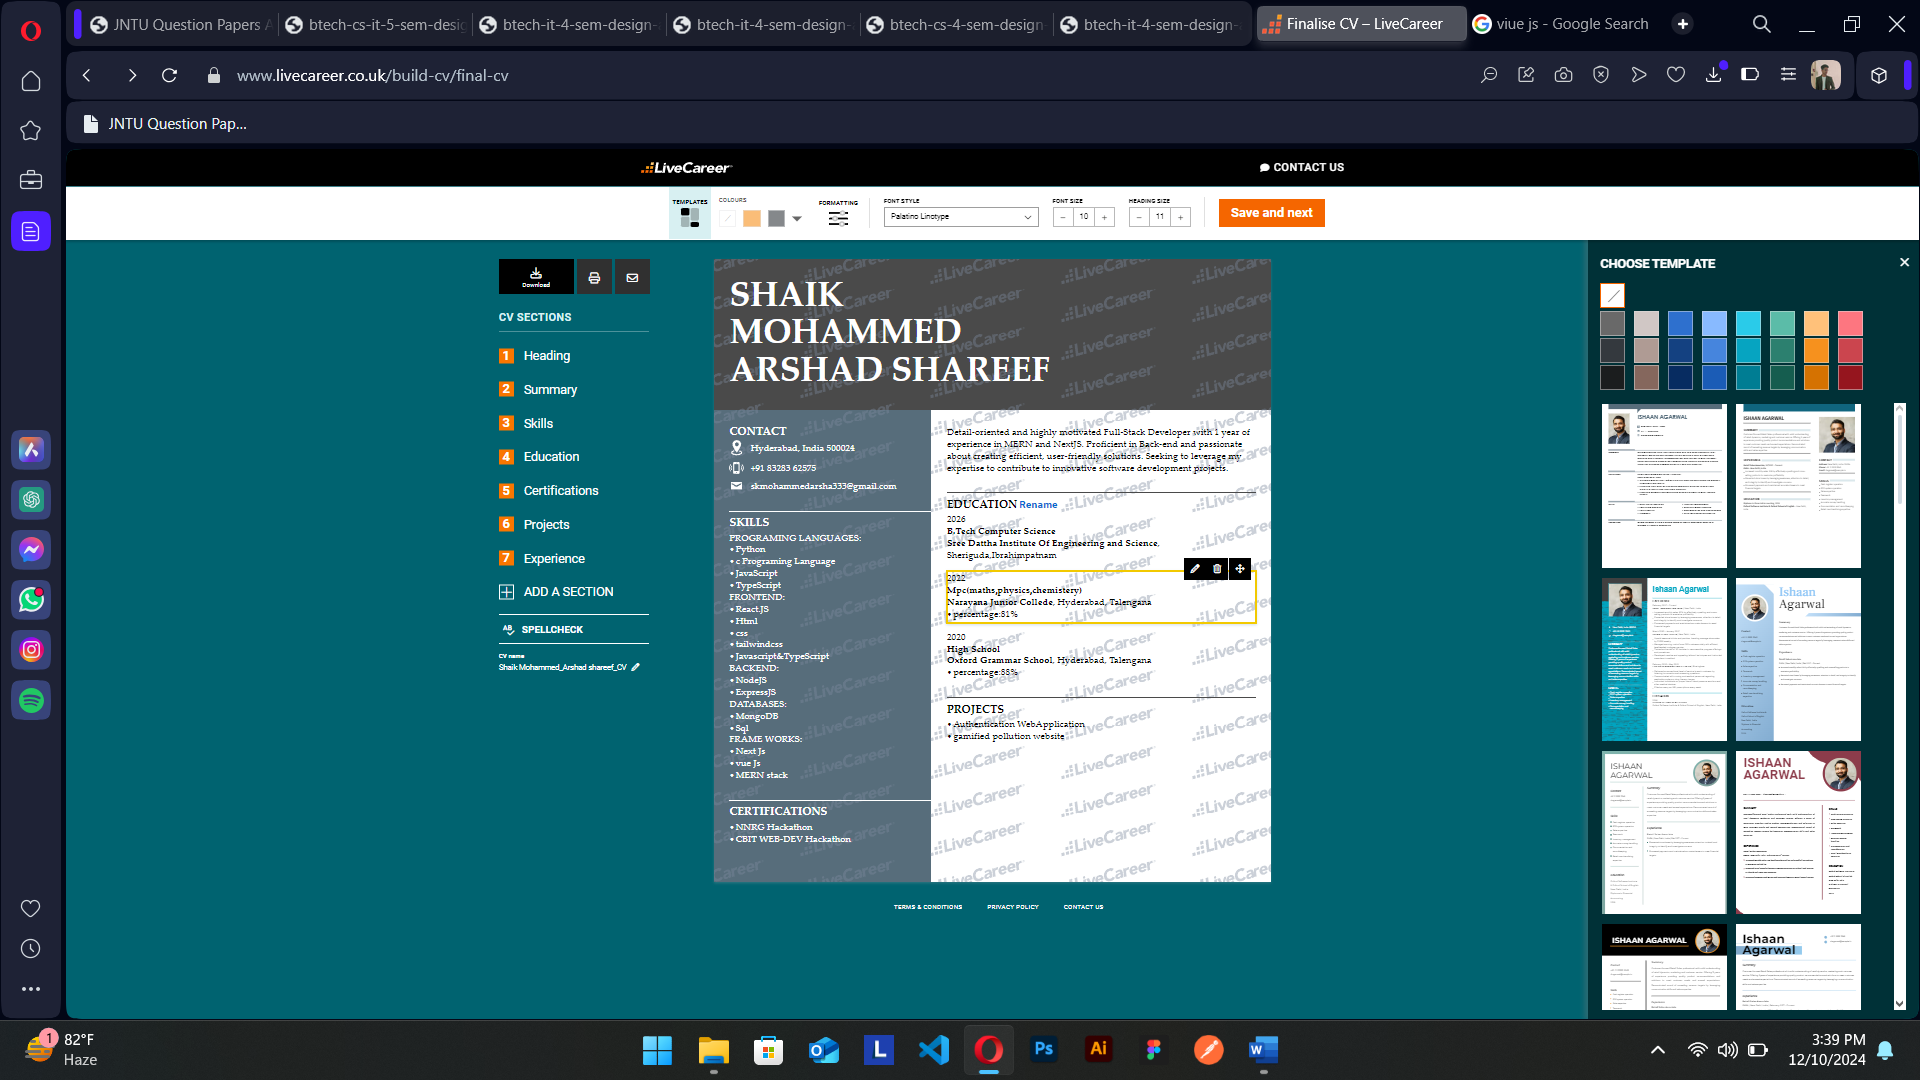 JNTU Question Papers A
btech-cs-it-5-sem-desig
btech-it-4-sem-design-
btech-it-4-sem-design-
btech-cs-4-sem-design-
btech-it-4-sem-design-
Finalise CV – LiveCareer
viue js - Google Search
www.livecareer.co.uk/build-cv/final-cv
JNTU Question Pap...
LiveCareer
CONTACT US
TEMPLATES
COLOURS
FORMATTING
FONT STYLE
Palatino Linotype
FONT SIZE
− 10 +
HEADING SIZE
− 11 +
Save and next
Download
CV SECTIONS
1 Heading
2 Summary
3 Skills
4 Education
5 Certifications
6 Projects
7 Experience
ADD A SECTION
SPELLCHECK
CV name
Shaik Mohammed_Arshad shareef_CV
SHAIK
MOHAMMED
ARSHAD SHAREEF
CONTACT
Hyderabad, India 500024
+91 83283 62575
skmohammedarsha333@gmail.com
SKILLS
PROGRAMING LANGUAGES:
• Python
• c Programing Language
• JavaScript
• TypeScript
FRONTEND:
• React.JS
• Html
• css
• tailwindcss
• Javascript&TypeScript
BACKEND:
• NodeJS
• ExpressJS
DATABASES:
• MongoDB
• Sql
FRAME WORKS:
• Next Js
• vue Js
• MERN stack
CERTIFICATIONS
• NNRG Hackathon
• CBIT WEB-DEV Hackathon
Detail-oriented and highly motivated Full-Stack Developer with 1 year of
experience in MERN and NextJS. Proficient in Back-end and passionate
about creating efficient, user-friendly solutions. Seeking to leverage my
expertise to contribute to innovative software development projects.
EDUCATION Rename
2026
B.Tech Computer Science
Sree Dattha Institute Of Engineering and Science,
Sheriguda,Ibrahimpatnam
2022
Mpc(maths,physics,chemistery)
Narayana Junior Collede, Hyderabad, Talengana
• percentage:81%
2020
High School
Oxford Grammar School, Hyderabad, Talengana
• percentage:88%
PROJECTS
• Authentication WebApplication
• gamified pollution website
TERMS & CONDITIONS
PRIVACY POLICY
CONTACT US
CHOOSE TEMPLATE
ISHAAN AGARWAL
ISHAAN AGARWAL
Ishaan Agarwal
Ishaan
Agarwal
ISHAAN
AGARWAL
ISHAAN
AGARWAL
ISHAAN AGARWAL
Ishaan
Agarwal
1
82°F
Haze
3:39 PM
12/10/2024